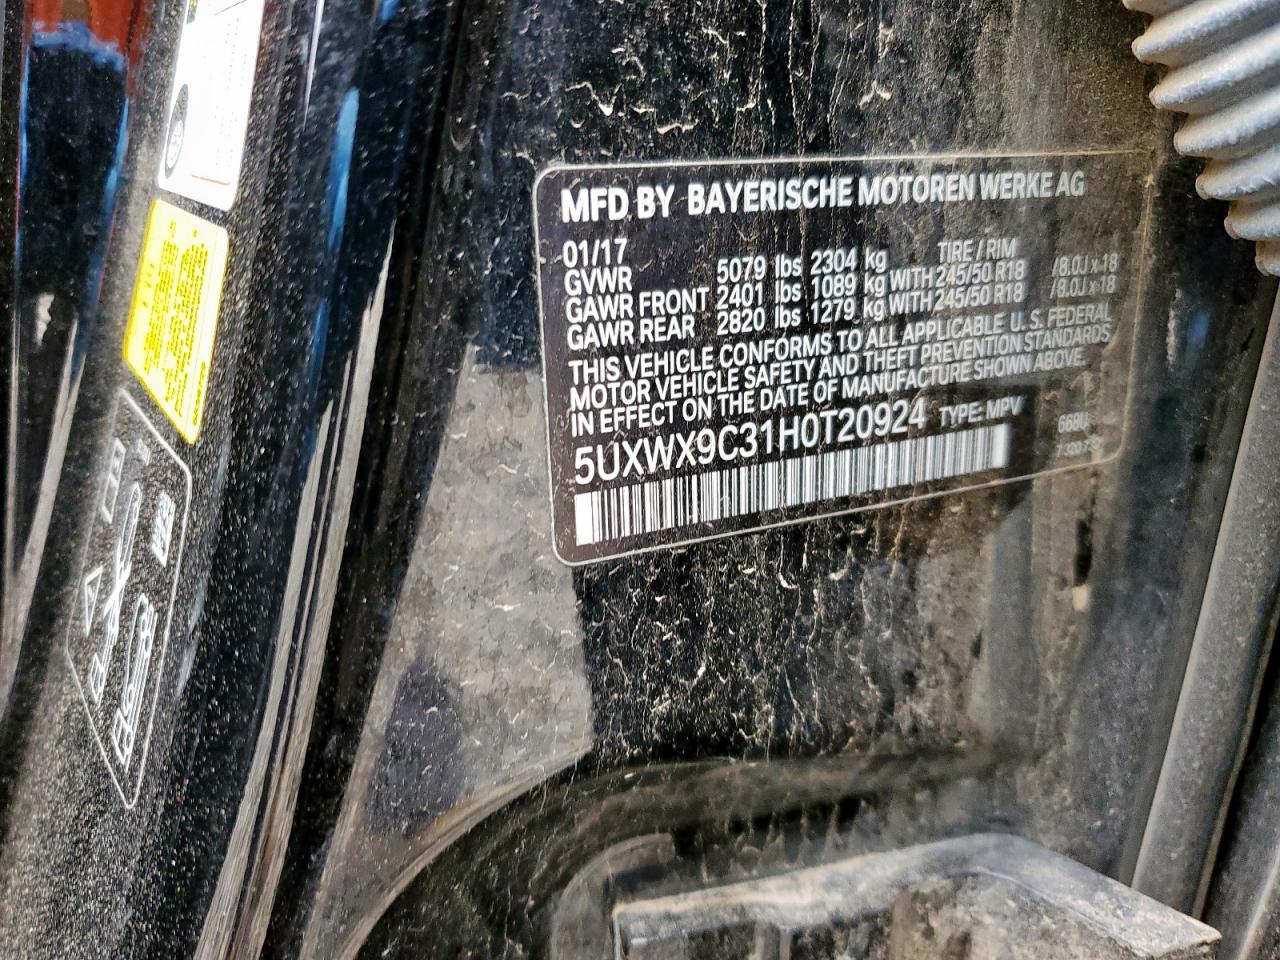 MFD BY BAYERISCHE MOTOREN WERKE AG
01/17 TIRE / RIM
GVWR 5079 lbs 2304 kg
GAWR FRONT 2401 lbs 1089 kg WITH 245/50 R18 /8.0J x 18
GAWR REAR 2820 lbs 1279 kg WITH 245/50 R18 /8.0J x 18
THIS VEHICLE CONFORMS TO ALL APPLICABLE U.S. FEDERAL
MOTOR VEHICLE SAFETY AND THEFT PREVENTION STANDARDS
IN EFFECT ON THE DATE OF MANUFACTURE SHOWN ABOVE.
5UXWX9C31H0T20924 TYPE: MPV